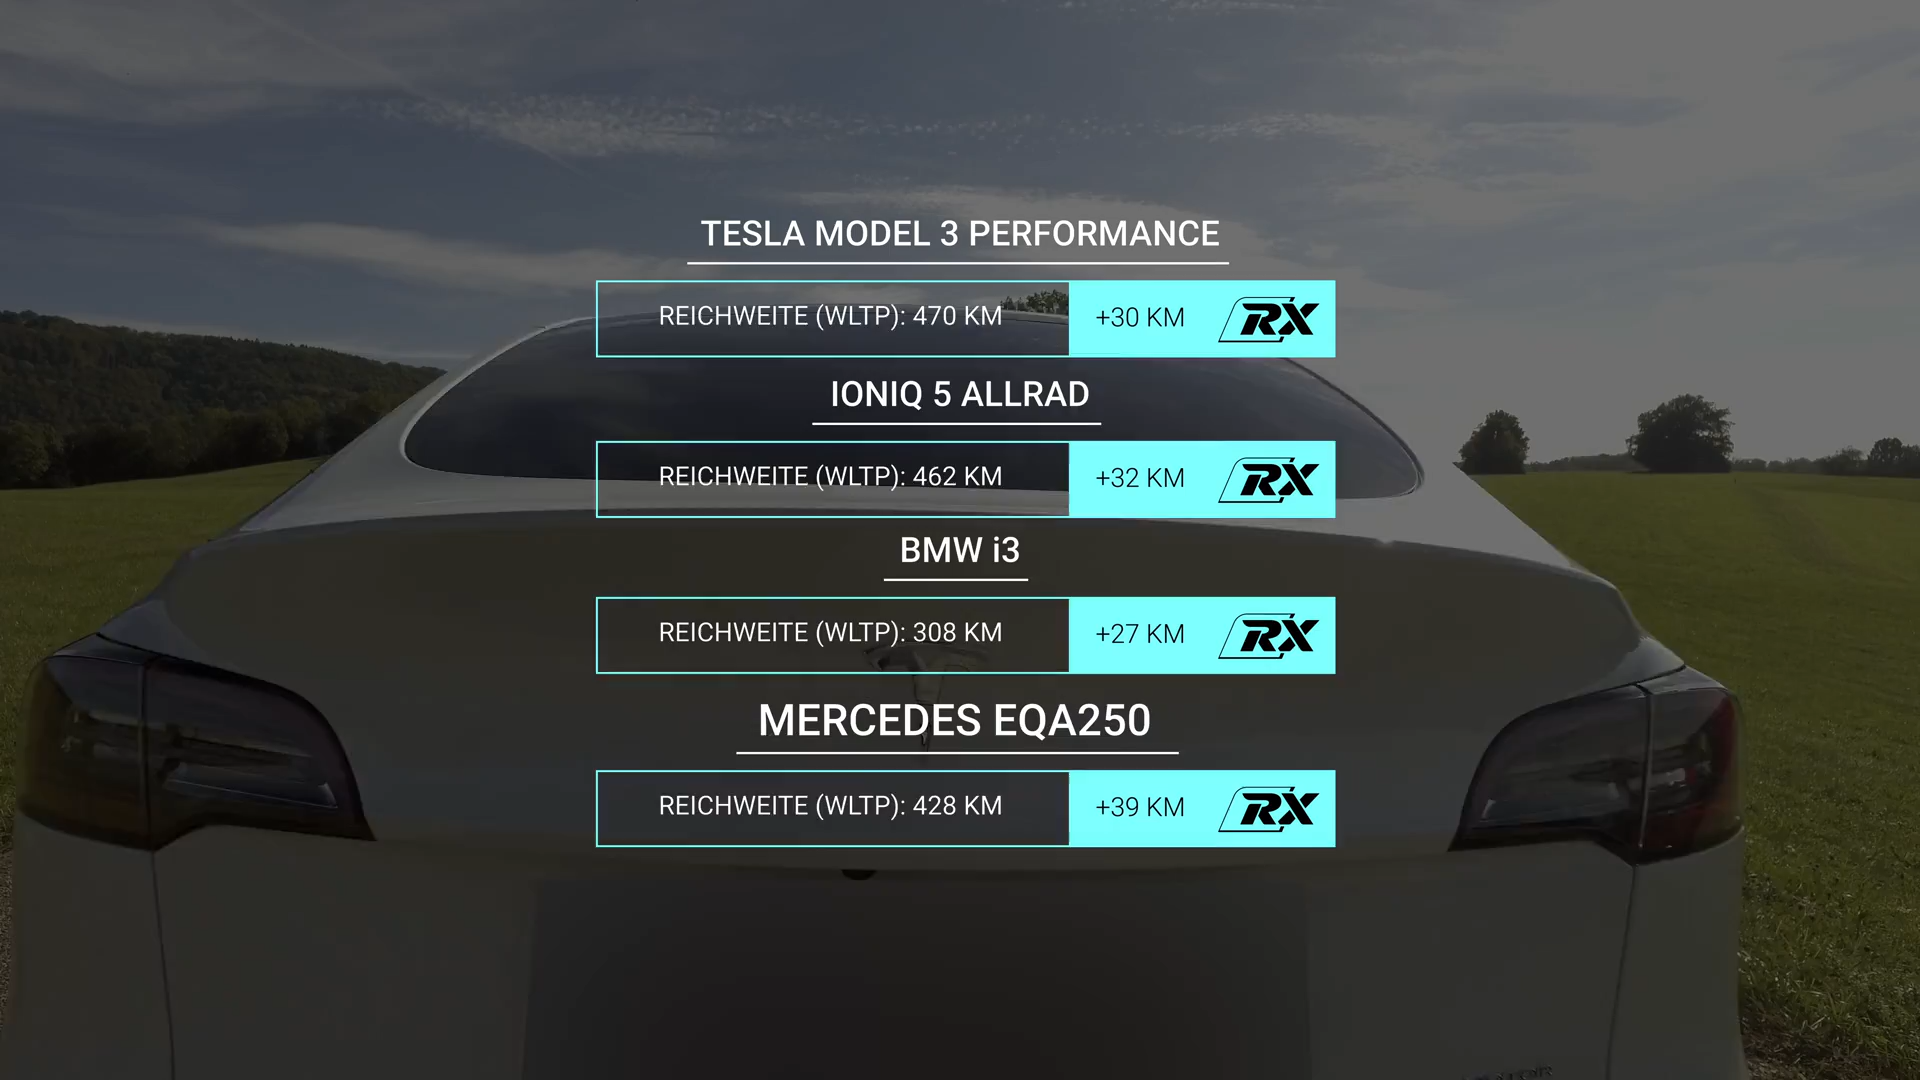 TESLA MODEL 3 PERFORMANCE
REICHWEITE (WLTP): 470 KM +30 KM RX
IONIQ 5 ALLRAD
REICHWEITE (WLTP): 462 KM +32 KM RX
BMW i3
REICHWEITE (WLTP): 308 KM +27 KM RX
MERCEDES EQA250
REICHWEITE (WLTP): 428 KM +39 KM RX